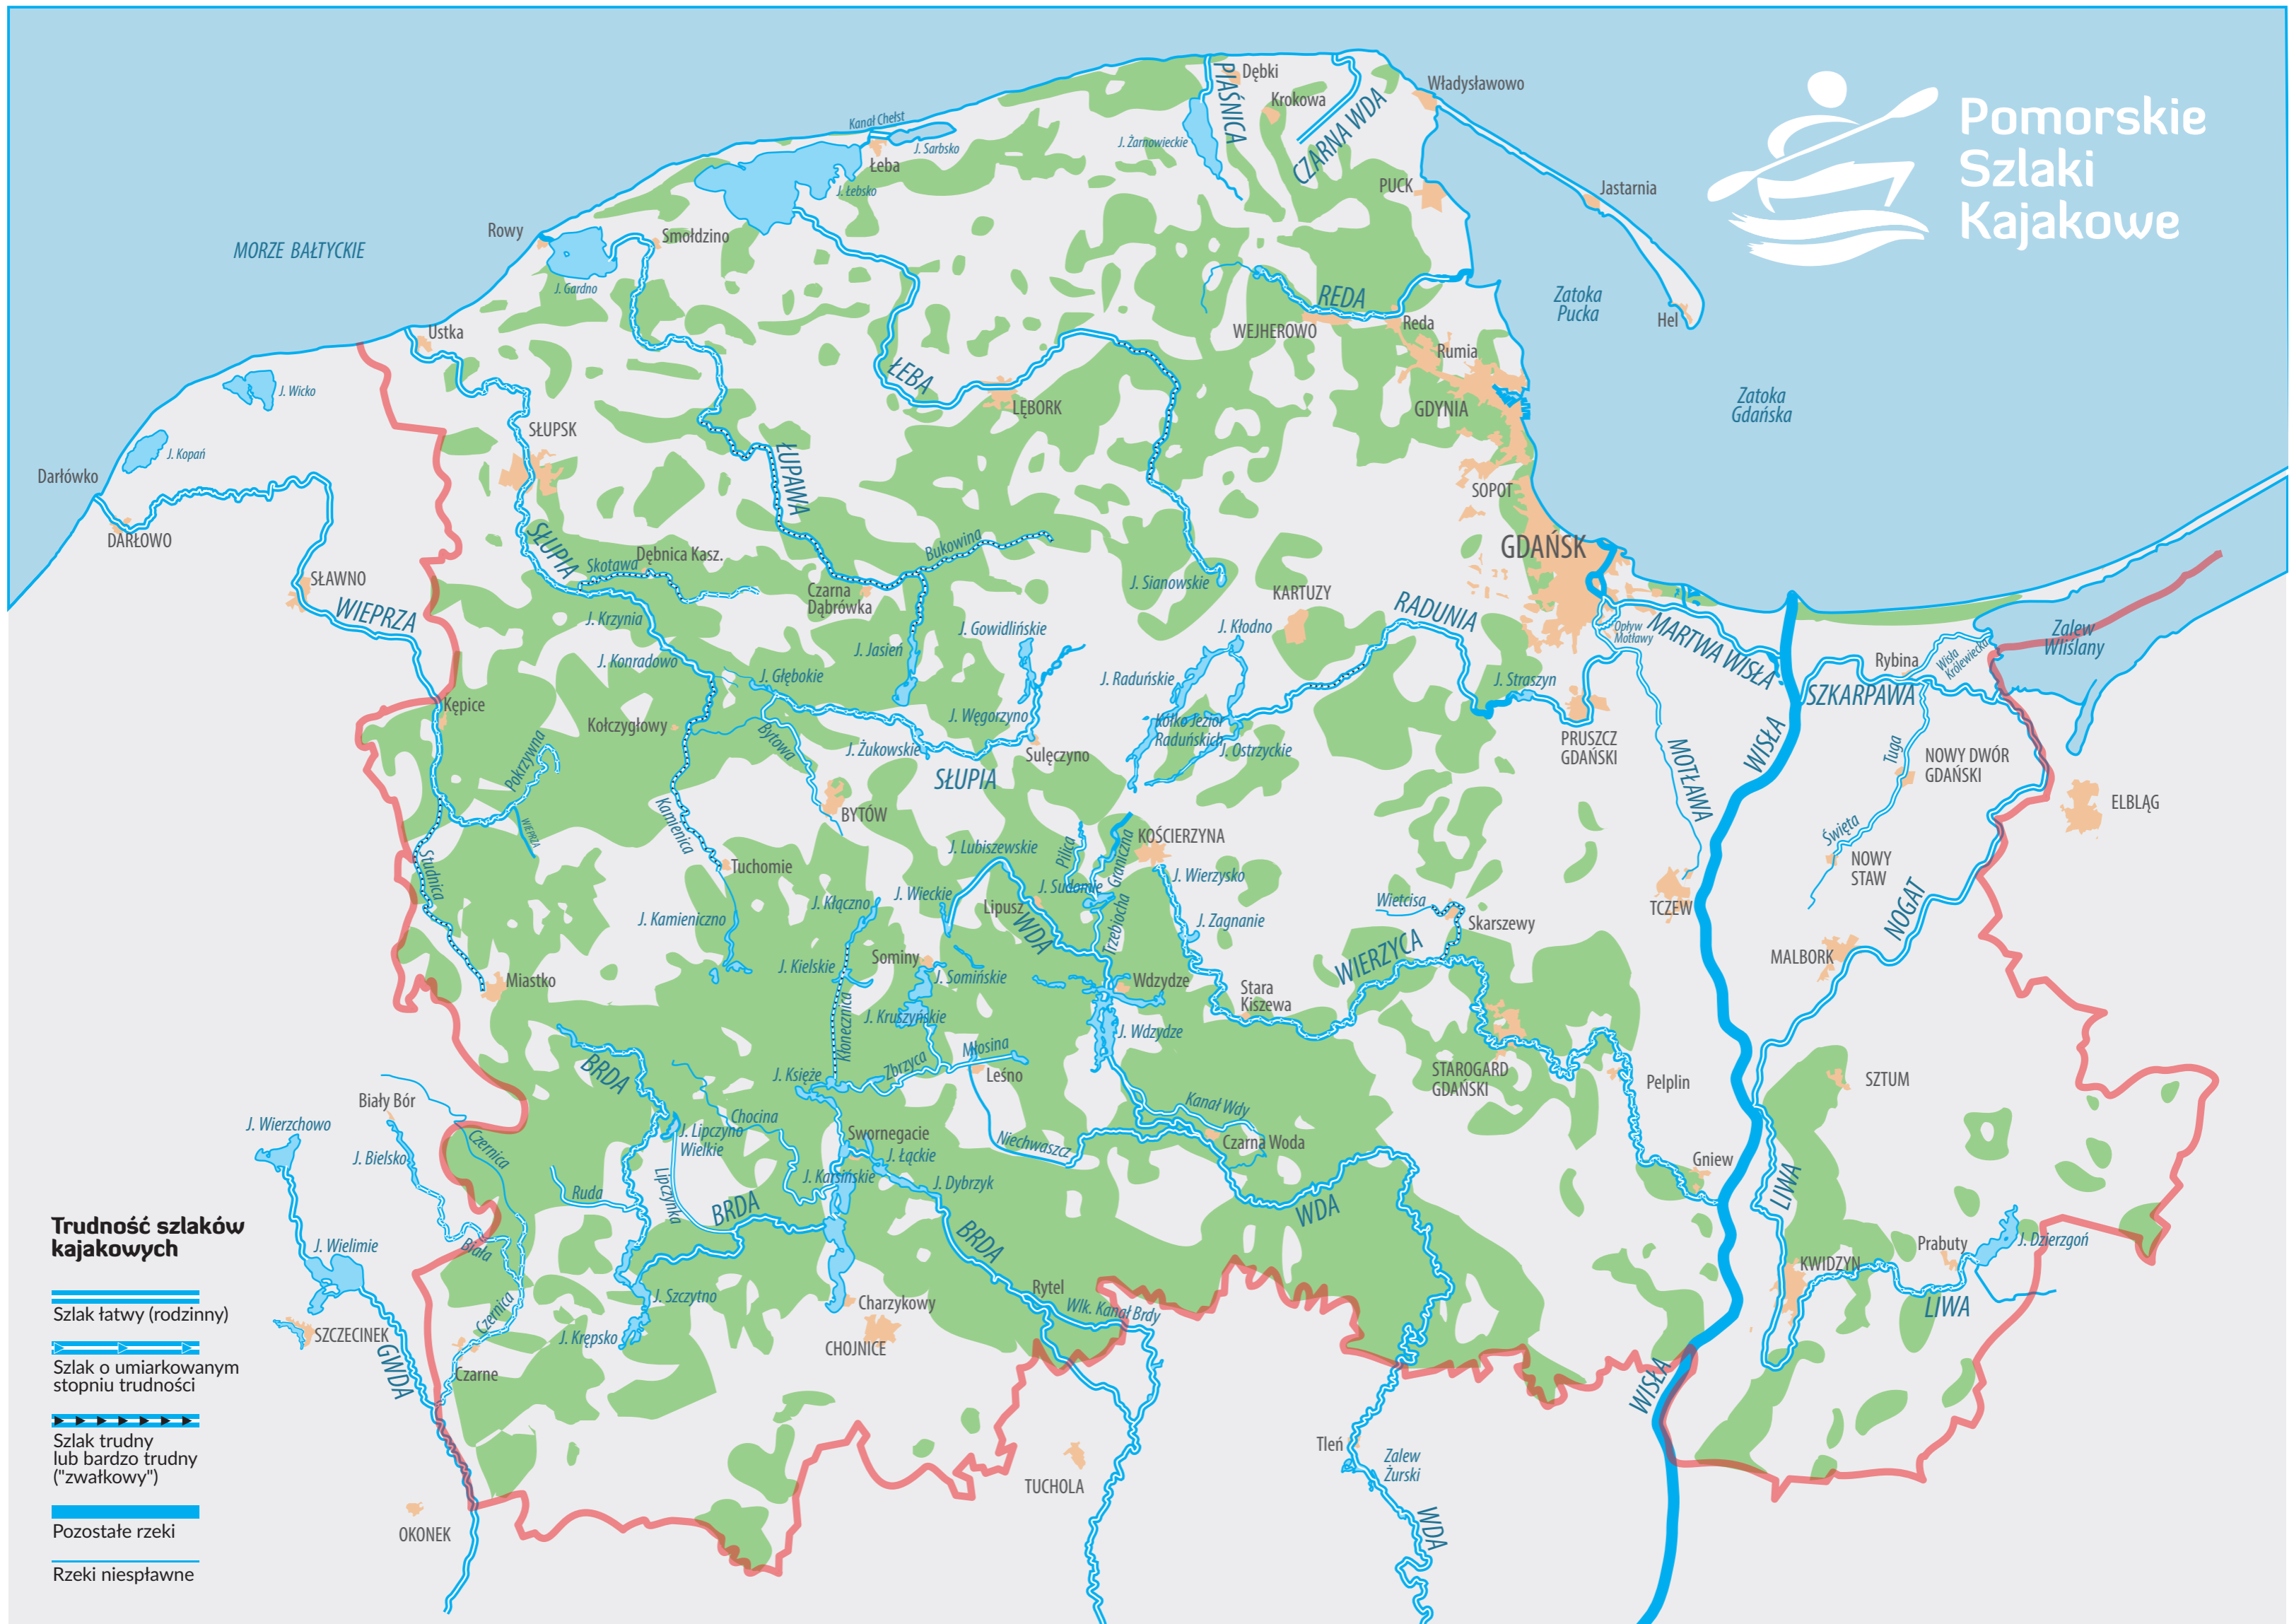 Pomorskie
Szlaki
Kajakowe
MORZE BAŁTYCKIE
Zatoka
Pucka
Zatoka
Gdańska
Zalew
Wiślany
Dębki
Krokowa
Władysławowo
PIAŚNICA
CZARNA WDA
J. Żarnowieckie
Kanał Chełst
J. Sarbsko
Łeba
J. Łebsko
PUCK
Jastarnia
Hel
Rowy
Smołdzino
J. Gardno
Ustka
J. Wicko
J. Kopań
Darłówko
DARŁOWO
SŁAWNO
WIEPRZA
SŁUPSK
SŁUPIA
ŁUPAWA
ŁEBA
LĘBORK
REDA
WEJHEROWO
Reda
Rumia
GDYNIA
SOPOT
GDAŃSK
Skotawa
Dębnica Kasz.
Bukowina
Czarna
Dąbrówka
J. Sianowskie
KARTUZY
RADUNIA
Opływ
Motławy
MARTWA WISŁA
Rybina
Wisła
Królewiecka
SZKARPAWA
J. Krzynia
J. Konradowo
J. Głębokie
J. Jasień
J. Gowidlińskie
J. Kłodno
J. Raduńskie
J. Straszyn
Kępice
Kołczygłowy
Bytowa
J. Żukowskie
J. Węgorzyno
Sulęczyno
Kółko Jezior
Raduńskich
J. Ostrzyckie
PRUSZCZ
GDAŃSKI
MOTŁAWA
WISŁA
Tuga
NOWY DWÓR
GDAŃSKI
ELBLĄG
Pokrzywna
WIEPRZA
SŁUPIA
BYTÓW
Kamienica
Studnica
Tuchomie
J. Lubiszewskie
Pilica
Graniczna
KOŚCIERZYNA
J. Wierzysko
Święta
NOWY
STAW
J. Kłączno
J. Wieckie
J. Sudomie
Lipusz
WDA
Trzebiocha
J. Zagnanie
Wietcisa
Skarszewy
TCZEW
NOGAT
J. Kamieniczno
J. Kielskie
Sominy
J. Somińskie
Wdzydze
WIERZYCA
MALBORK
Miastko
Kłonecznica
J. Kruszyńskie
Stara
Kiszewa
J. Wdzydze
BRDA
J. Księże
Zbrzyca
Młosina
Leśno
STAROGARD
GDAŃSKI
Pelplin
SZTUM
Biały Bór
J. Wierzchowo
J. Bielsko
Czernica
Chocina
J. Lipczyno
Wielkie
Swornegacie
J. Łąckie
Niechwaszcz
Kanał Wdy
Czarna Woda
Gniew
LIWA
Ruda
Lipczynka
J. Karsińskie
J. Dybrzyk
BRDA
BRDA
WDA
Biała
J. Wielimie
SZCZECINEK
Czernica
GWDA
Czarne
J. Szczytno
J. Krępsko
Charzykowy
CHOJNICE
Rytel
Wlk. Kanał Brdy
KWIDZYN
Prabuty
J. Dzierzgoń
LIWA
WISŁA
OKONEK
TUCHOLA
Tleń
Zalew
Żurski
WDA
Trudność szlaków
kajakowych
Szlak łatwy (rodzinny)
Szlak o umiarkowanym
stopniu trudności
Szlak trudny
lub bardzo trudny
("zwałkowy")
Pozostałe rzeki
Rzeki niespławne